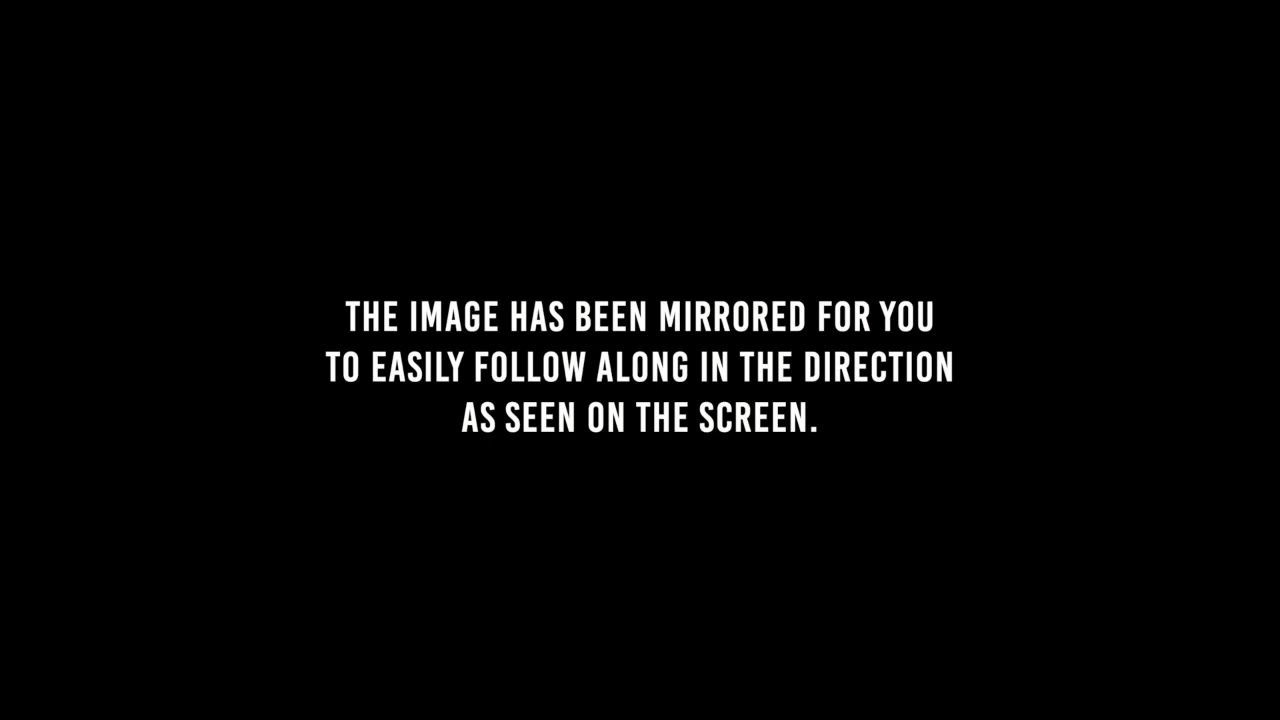 THE IMAGE HAS BEEN MIRRORED FOR YOU
TO EASILY FOLLOW ALONG IN THE DIRECTION
AS SEEN ON THE SCREEN.